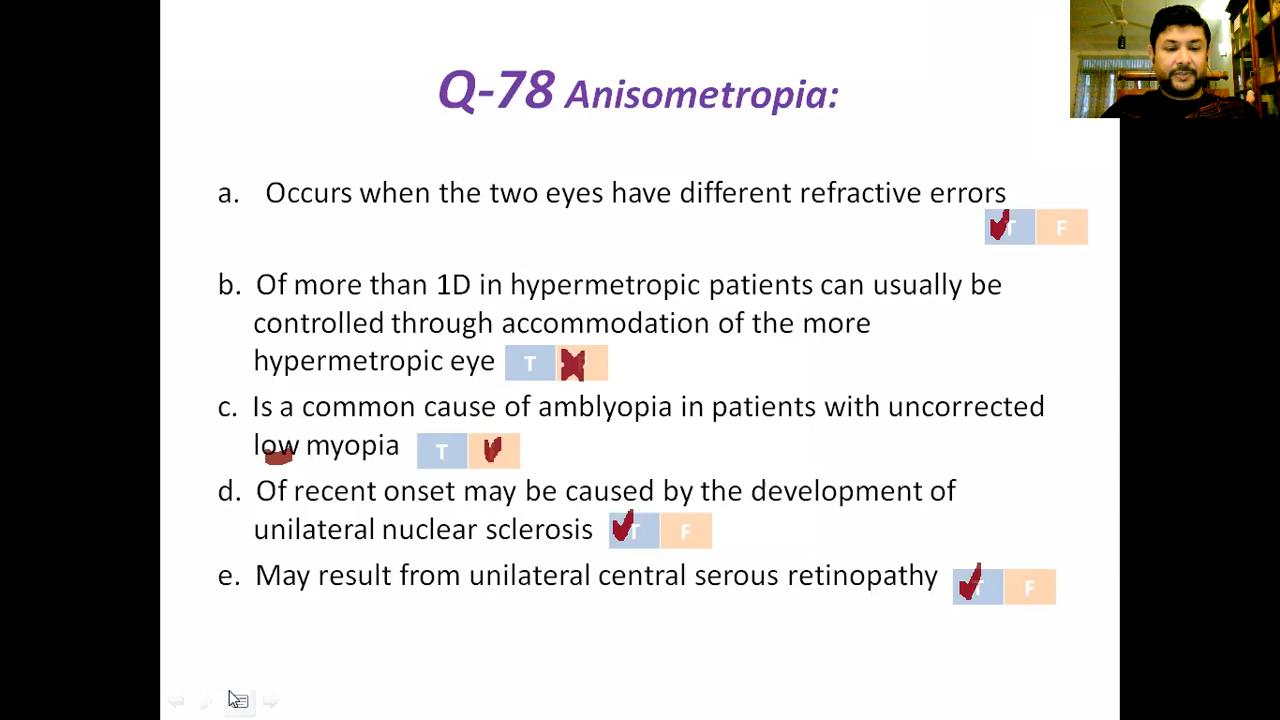 Q-78 Anisometropia:
a. Occurs when the two eyes have different refractive errors
T F
b. Of more than 1D in hypermetropic patients can usually be
controlled through accommodation of the more
hypermetropic eye T
c. Is a common cause of amblyopia in patients with uncorrected
low myopia T
d. Of recent onset may be caused by the development of
unilateral nuclear sclerosis T F
e. May result from unilateral central serous retinopathy T F